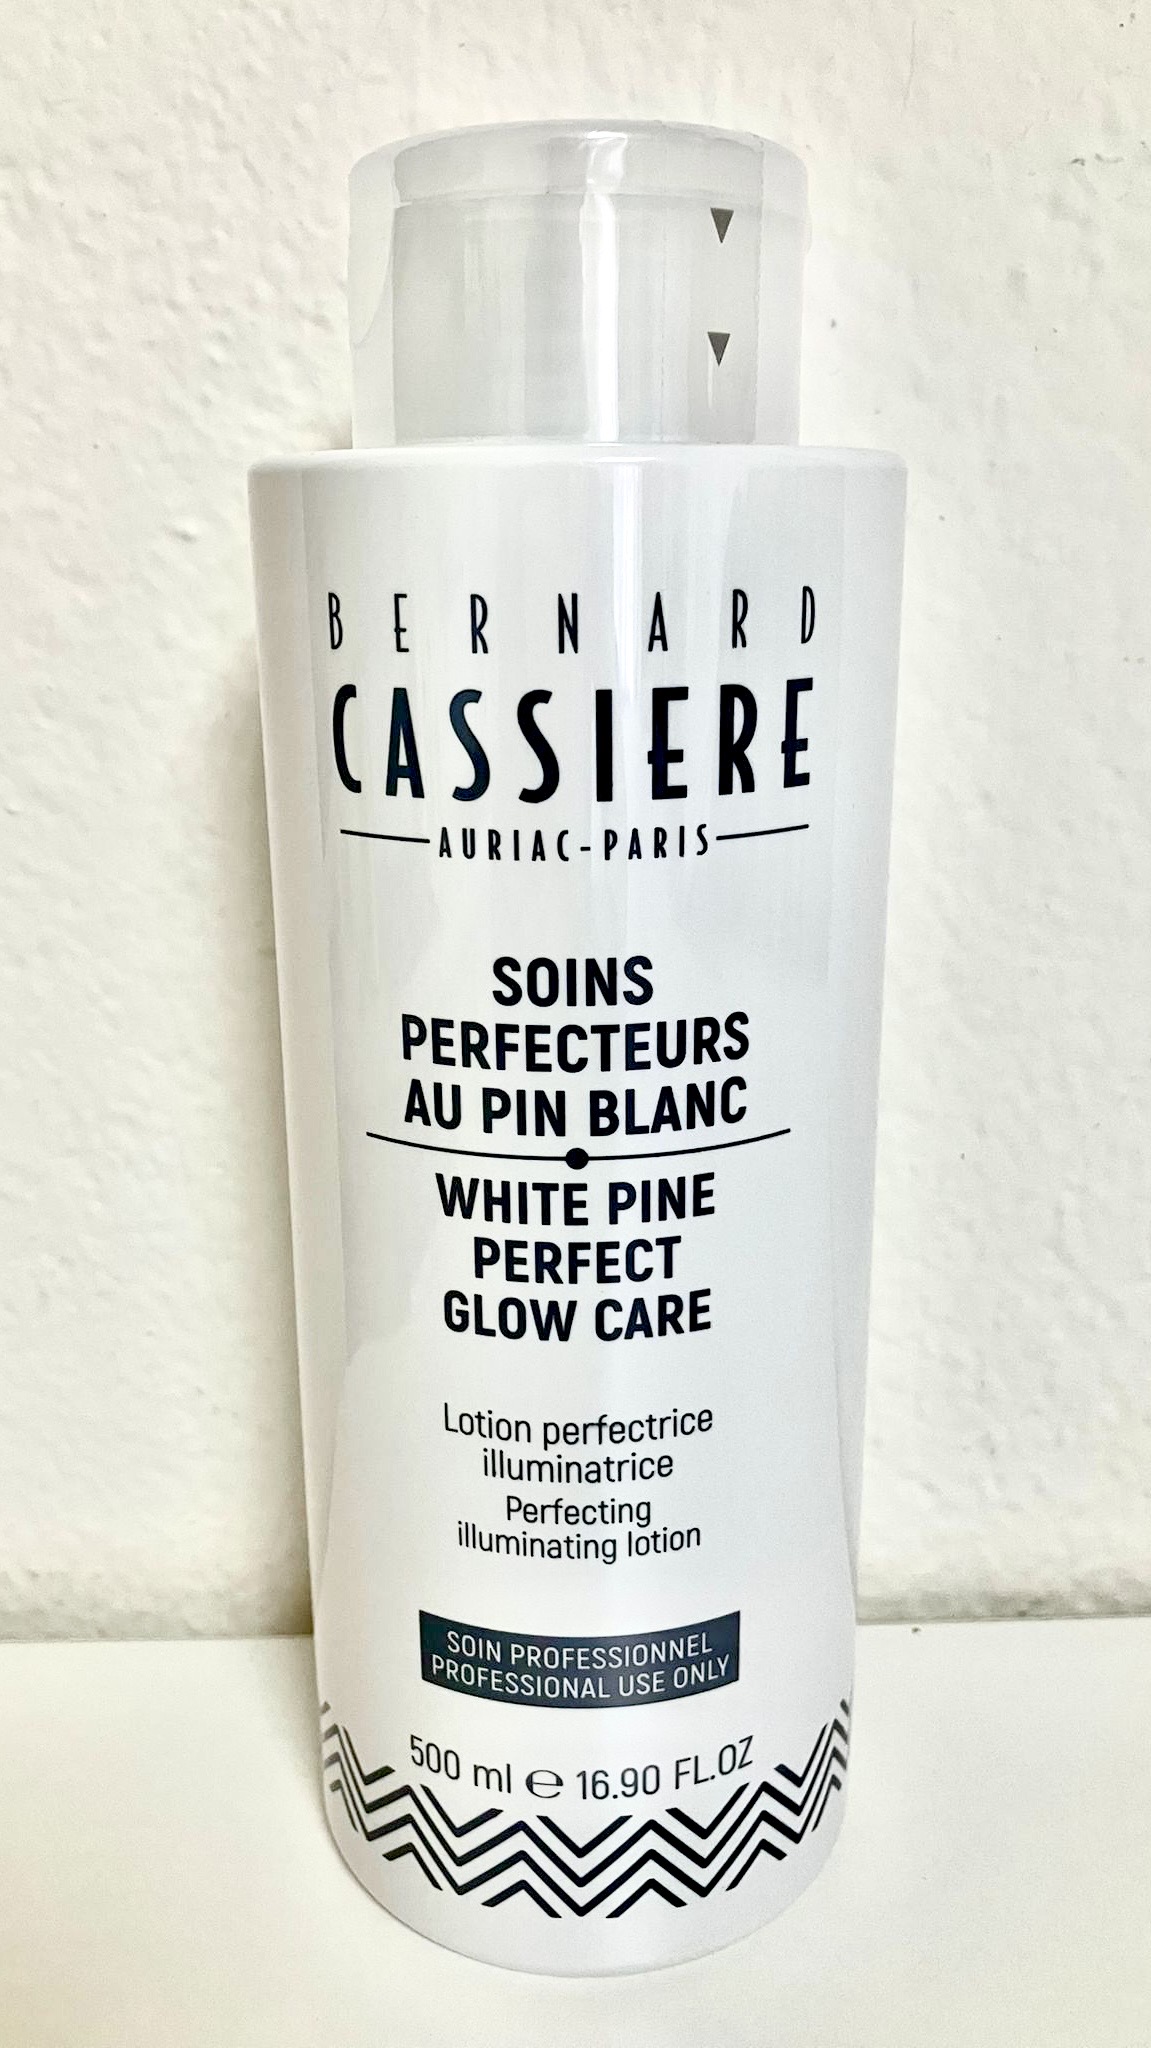 BERNARD
CASSIERE
AURIAC-PARIS
SOINS
PERFECTEURS
AU PIN BLANC
WHITE PINE
PERFECT
GLOW CARE
Lotion perfectrice
illuminatrice
Perfecting
illuminating lotion
SOIN PROFESSIONNEL
PROFESSIONAL USE ONLY
500 ml ℮ 16.90 FL.OZ